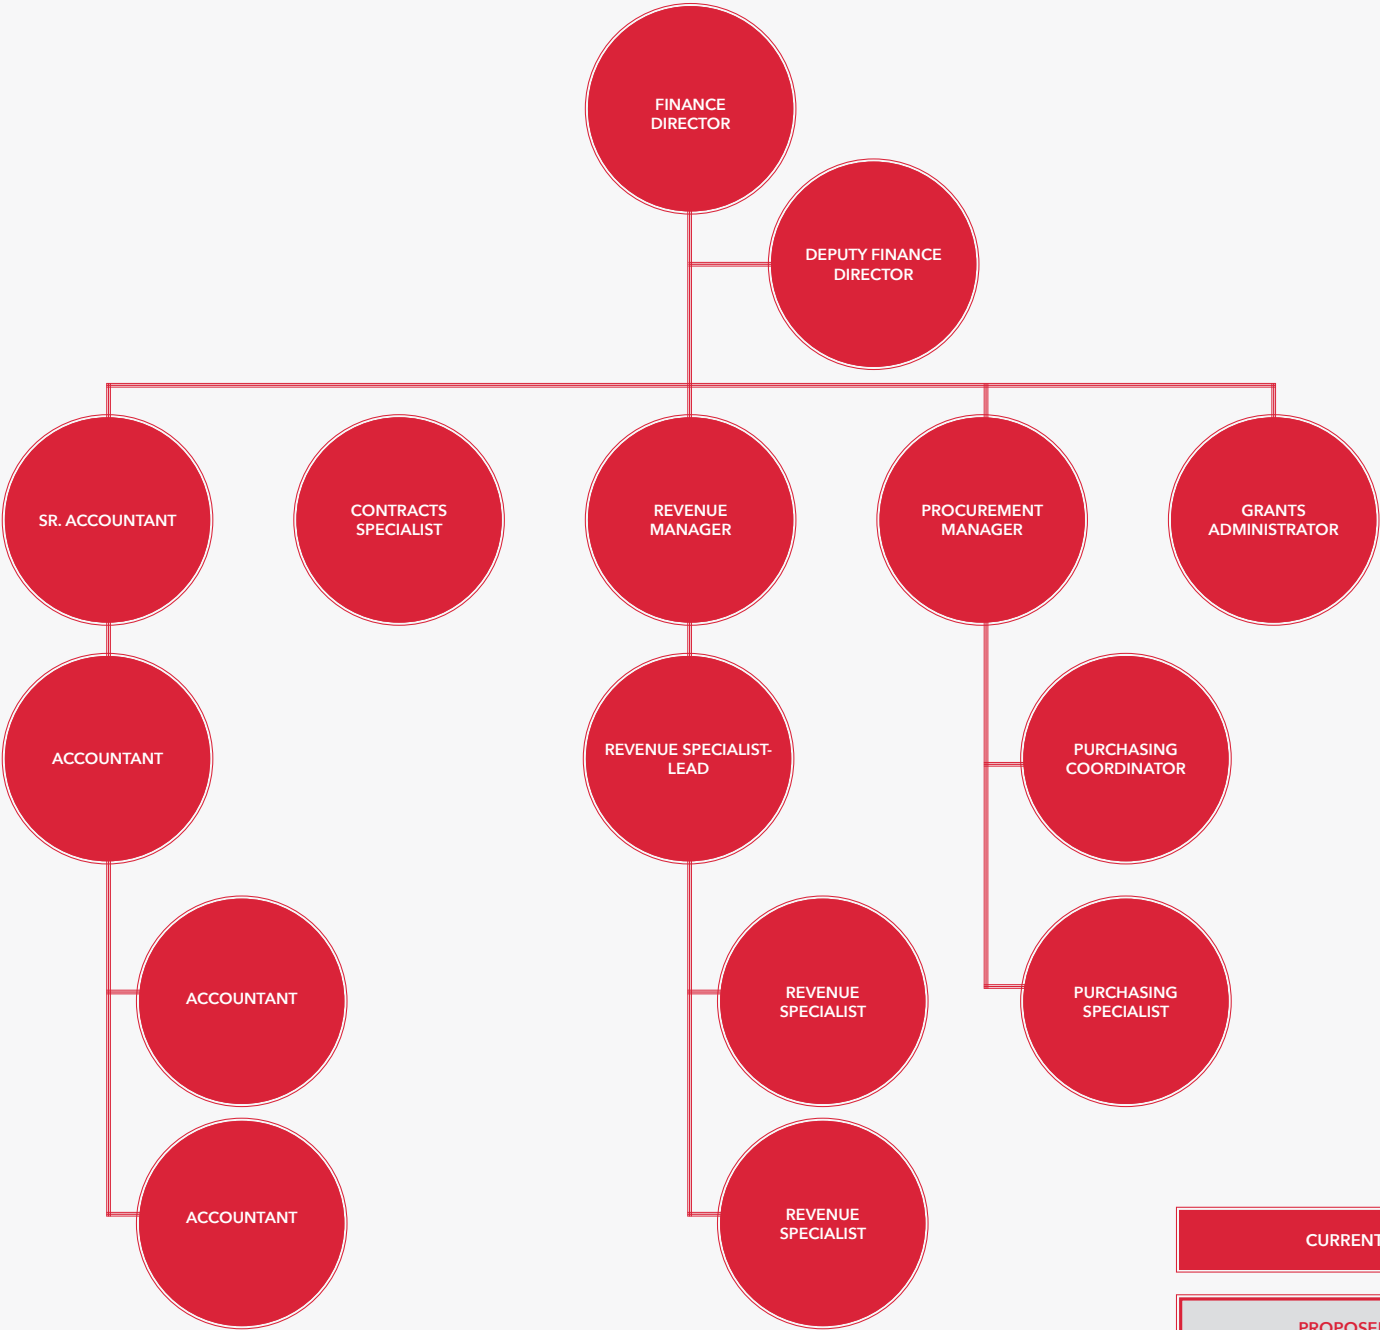 FINANCE
DIRECTOR
DEPUTY FINANCE
DIRECTOR
SR. ACCOUNTANT
CONTRACTS
SPECIALIST
REVENUE
MANAGER
PROCUREMENT
MANAGER
GRANTS
ADMINISTRATOR
ACCOUNTANT
REVENUE SPECIALIST-
LEAD
PURCHASING
COORDINATOR
ACCOUNTANT
REVENUE
SPECIALIST
PURCHASING
SPECIALIST
ACCOUNTANT
REVENUE
SPECIALIST
CURRENT